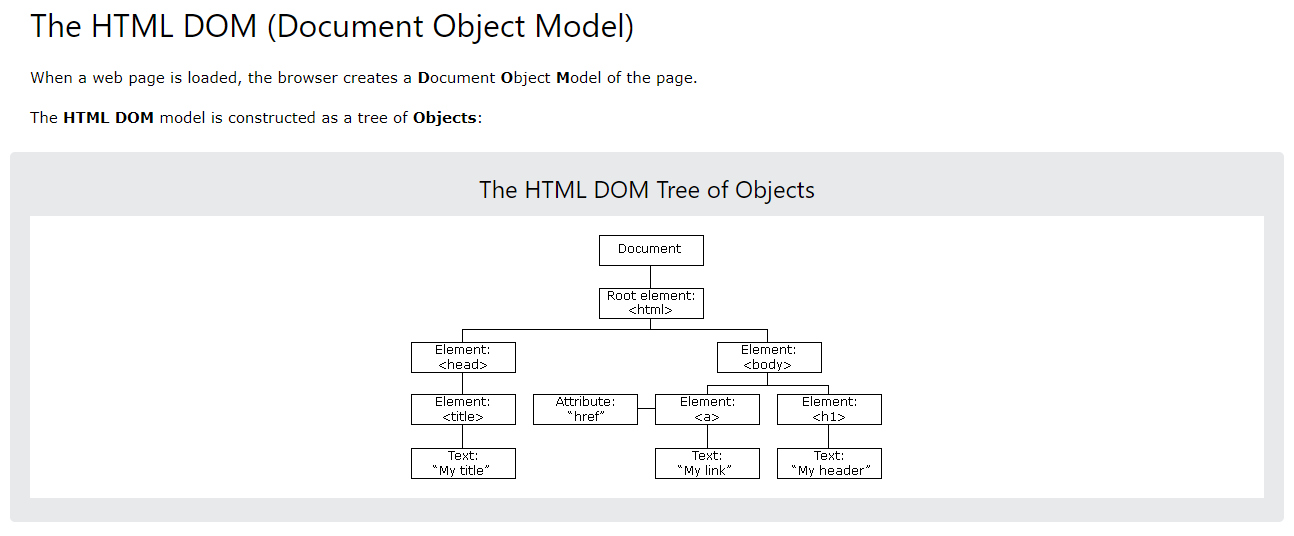 The HTML DOM (Document Object Model)
When a web page is loaded, the browser creates a Document Object Model of the page.
The HTML DOM model is constructed as a tree of Objects:
The HTML DOM Tree of Objects
Document
Root element:
<html>
Element:
<head>
Element:
<body>
Element:
<title>
Attribute:
“href”
Element:
<a>
Element:
<h1>
Text:
“My title”
Text:
“My link”
Text:
“My header”